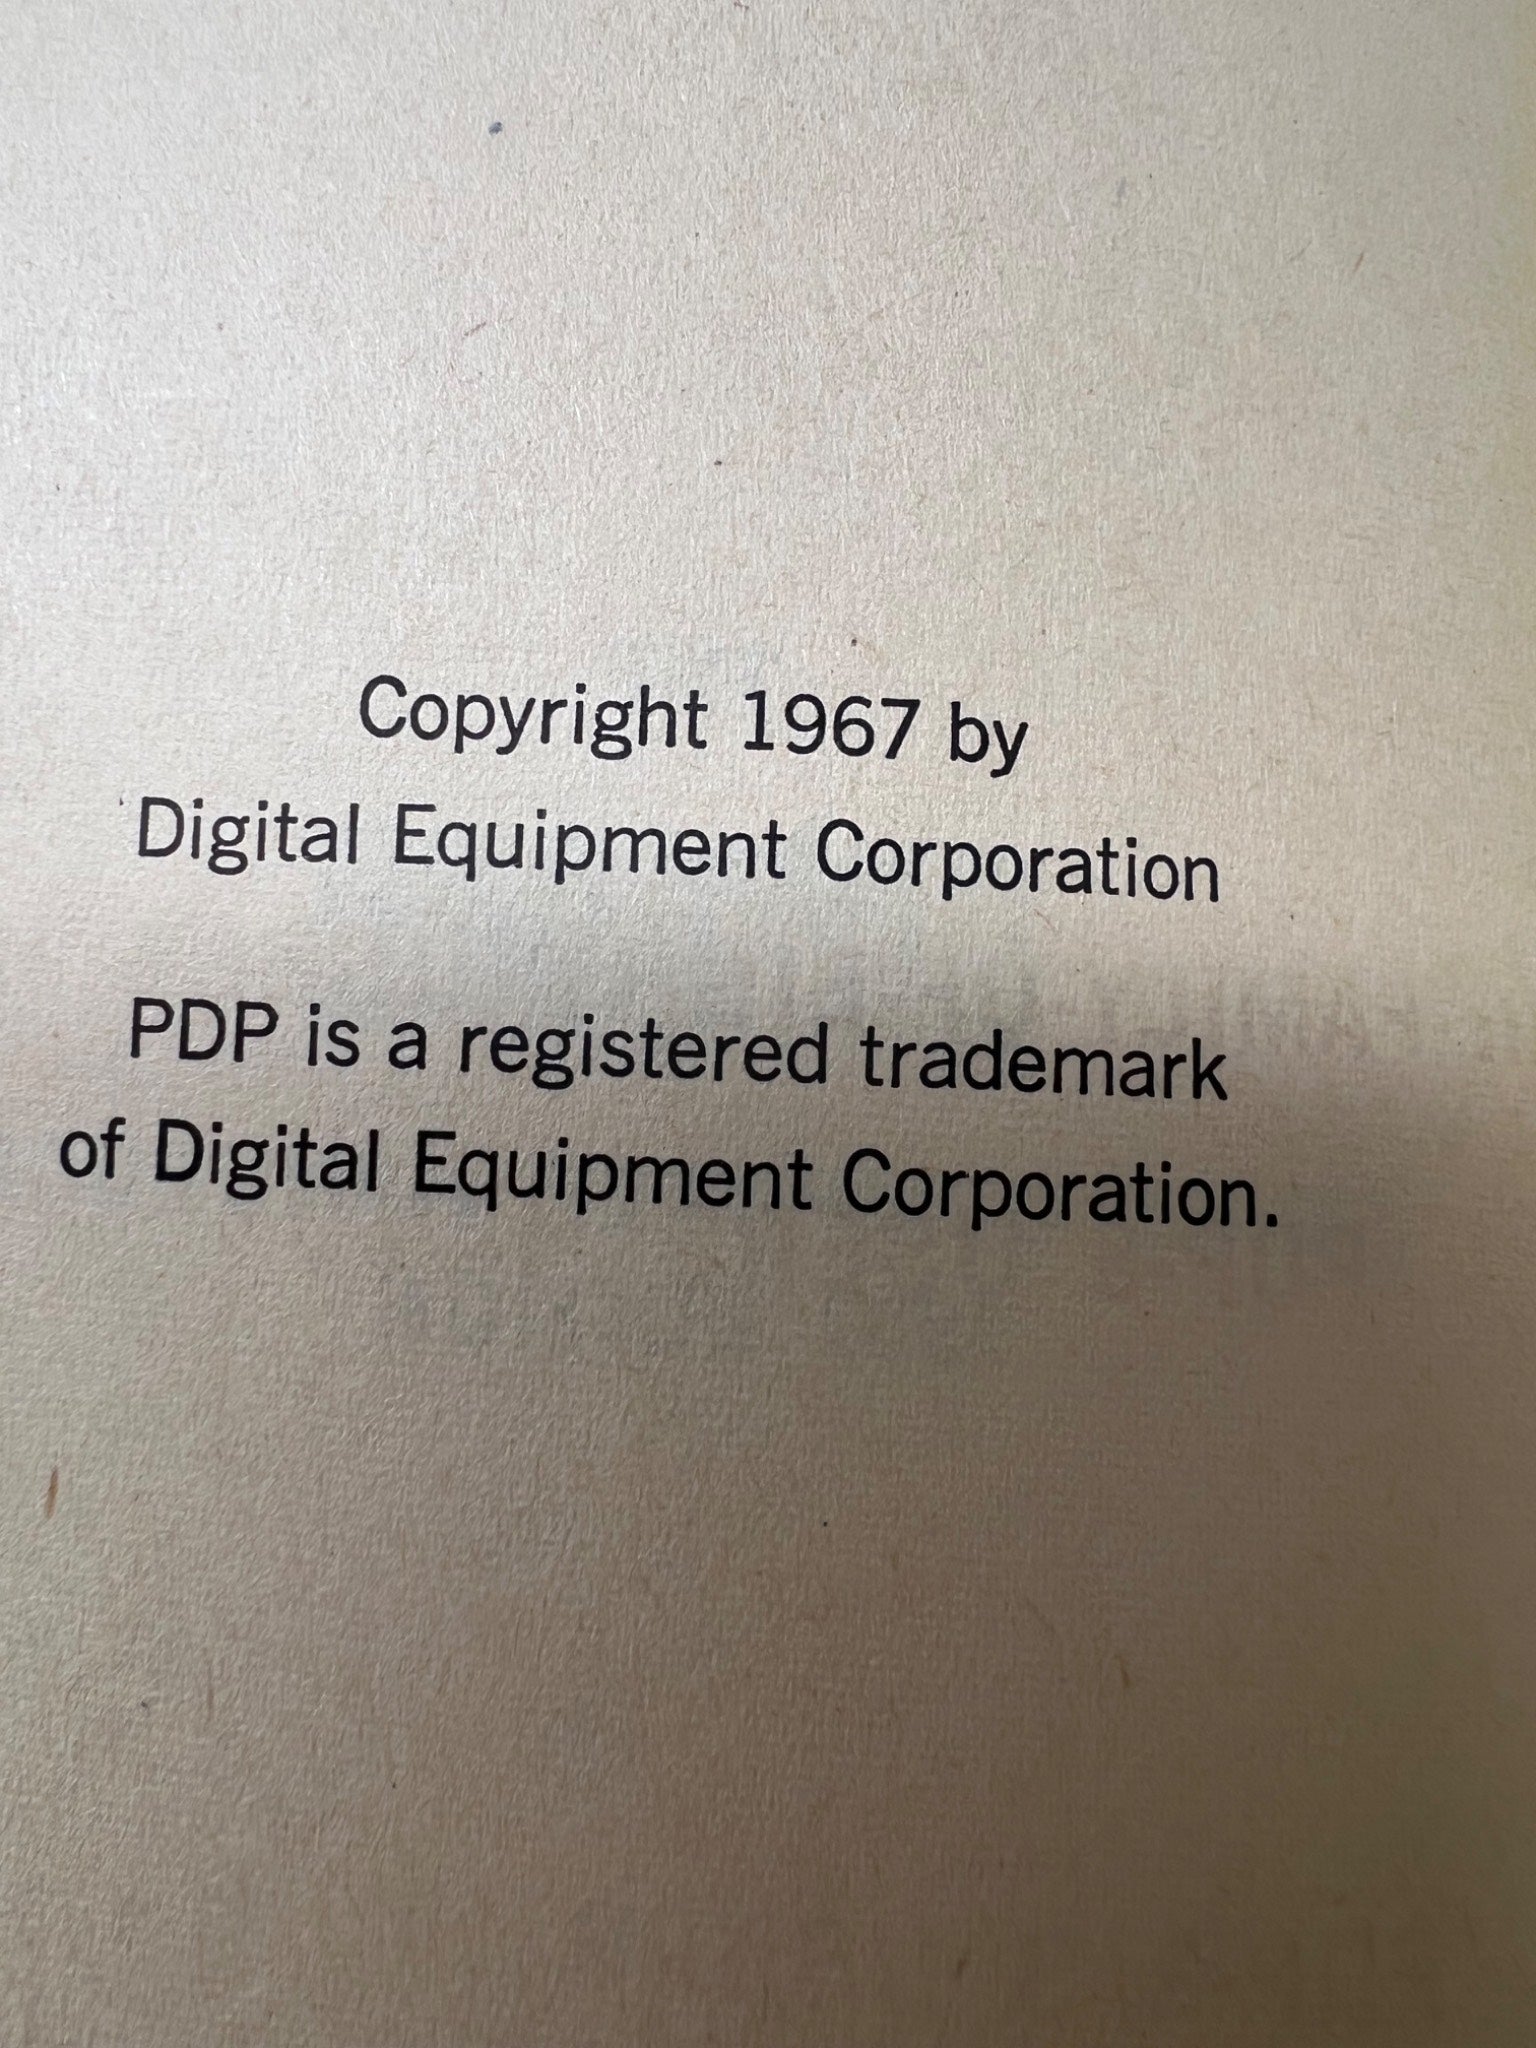 Copyright 1967 by
Digital Equipment Corporation
PDP is a registered trademark
of Digital Equipment Corporation.